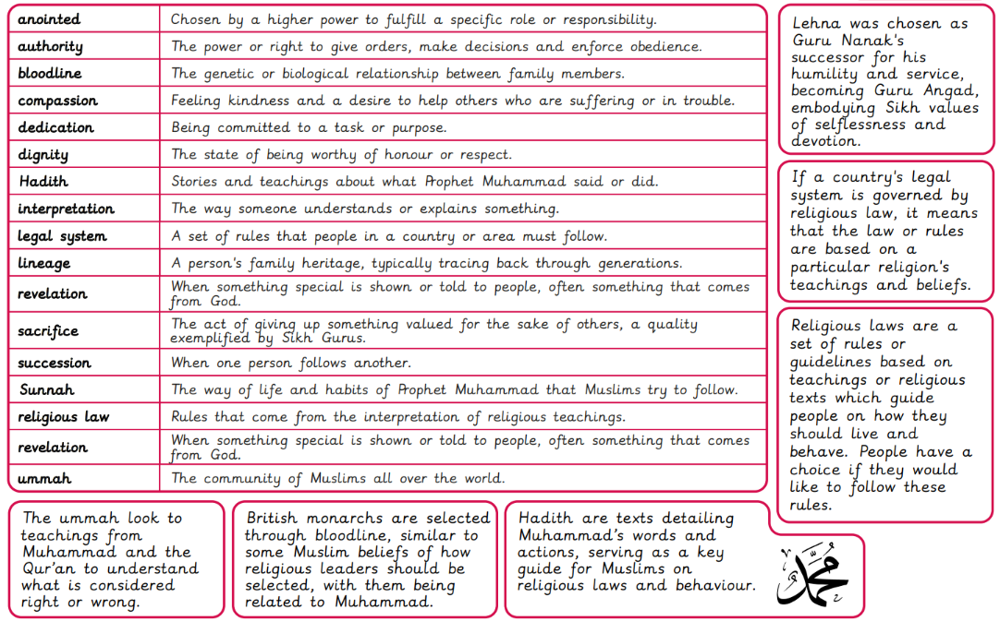 anointed Chosen by a higher power to fulfill a specific role or responsibility.
authority The power or right to give orders, make decisions and enforce obedience.
bloodline The genetic or biological relationship between family members.
compassion Feeling kindness and a desire to help others who are suffering or in trouble.
dedication Being committed to a task or purpose.
dignity The state of being worthy of honour or respect.
Hadith Stories and teachings about what Prophet Muhammad said or did.
interpretation The way someone understands or explains something.
legal system A set of rules that people in a country or area must follow.
lineage A person's family heritage, typically tracing back through generations.
revelation When something special is shown or told to people, often something that comes
from God.
sacrifice The act of giving up something valued for the sake of others, a quality
exemplified by Sikh Gurus.
succession When one person follows another.
Sunnah The way of life and habits of Prophet Muhammad that Muslims try to follow.
religious law Rules that come from the interpretation of religious teachings.
revelation When something special is shown or told to people, often something that comes
from God.
ummah The community of Muslims all over the world.
Lehna was chosen as
Guru Nanak's
successor for his
humility and service,
becoming Guru Angad,
embodying Sikh values
of selflessness and
devotion.
If a country's legal
system is governed by
religious law, it means
that the law or rules
are based on a
particular religion's
teachings and beliefs.
Religious laws are a
set of rules or
guidelines based on
teachings or religious
texts which guide
people on how they
should live and
behave. People have a
choice if they would
like to follow these
rules.
The ummah look to
teachings from
Muhammad and the
Qur'an to understand
what is considered
right or wrong.
British monarchs are selected
through bloodline, similar to
some Muslim beliefs of how
religious leaders should be
selected, with them being
related to Muhammad.
Hadith are texts detailing
Muhammad's words and
actions, serving as a key
guide for Muslims on
religious laws and behaviour.
محمد